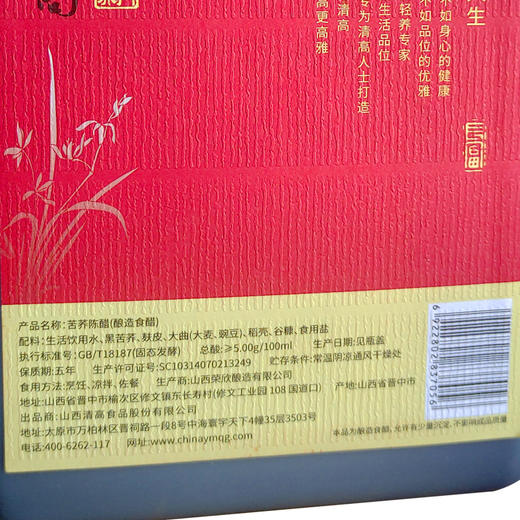 如身心的健康
如品位的优雅
轻养专家
生活品位
专为清高人士打造
清高
高更高雅
生
产品名称：苦荞陈醋(酿造食醋)
配料：生活饮用水、黑苦荞、麸皮、大曲(大麦、豌豆)、稻壳、谷糠、食用盐
执行标准号：GB/T18187(固态发酵)　总酸：≥5.00g/100ml　保质期：见瓶盖
保质期：五年　生产许可证号：SC10314070213249　贮存条件：常温阴凉通风干燥处
食用方法：烹饪、凉拌、佐餐　生产商：山西荣欣酿造有限公司
地址：山西省晋中市榆次区修文镇东长寿村(修文工业园 108 国道口)　产地：山西省晋中市
出品商：山西清高食品股份有限公司
地址：太原市万柏林区晋祠路一段8号中海寰宇天下4幢35层3503号
电话:400-6262-117　网址：www.chinaymqg.com
本品为酿造食醋，允许有少量沉淀，不影响成品质量
6922802837056